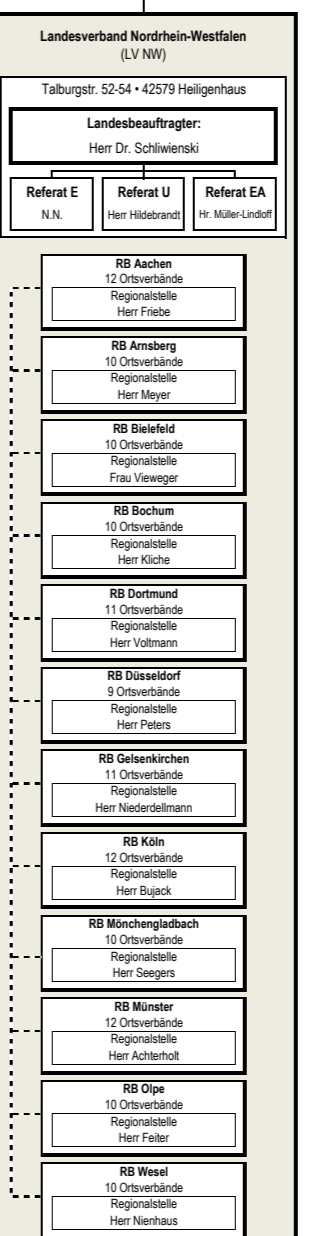 Landesverband Nordrhein-Westfalen
(LV NW)
Talburgstr. 52-54 • 42579 Heiligenhaus
Landesbeauftragter:
Herr Dr. Schliwienski
Referat E
N.N.
Referat U
Herr Hildebrandt
Referat EA
Hr. Müller-Lindloff
RB Aachen
12 Ortsverbände
Regionalstelle
Herr Friebe
RB Arnsberg
10 Ortsverbände
Regionalstelle
Herr Meyer
RB Bielefeld
10 Ortsverbände
Regionalstelle
Frau Vieweger
RB Bochum
10 Ortsverbände
Regionalstelle
Herr Kliche
RB Dortmund
11 Ortsverbände
Regionalstelle
Herr Voltmann
RB Düsseldorf
9 Ortsverbände
Regionalstelle
Herr Peters
RB Gelsenkirchen
11 Ortsverbände
Regionalstelle
Herr Niederdellmann
RB Köln
12 Ortsverbände
Regionalstelle
Herr Bujack
RB Mönchengladbach
10 Ortsverbände
Regionalstelle
Herr Seegers
RB Münster
12 Ortsverbände
Regionalstelle
Herr Achterholt
RB Olpe
10 Ortsverbände
Regionalstelle
Herr Feiter
RB Wesel
10 Ortsverbände
Regionalstelle
Herr Nienhaus